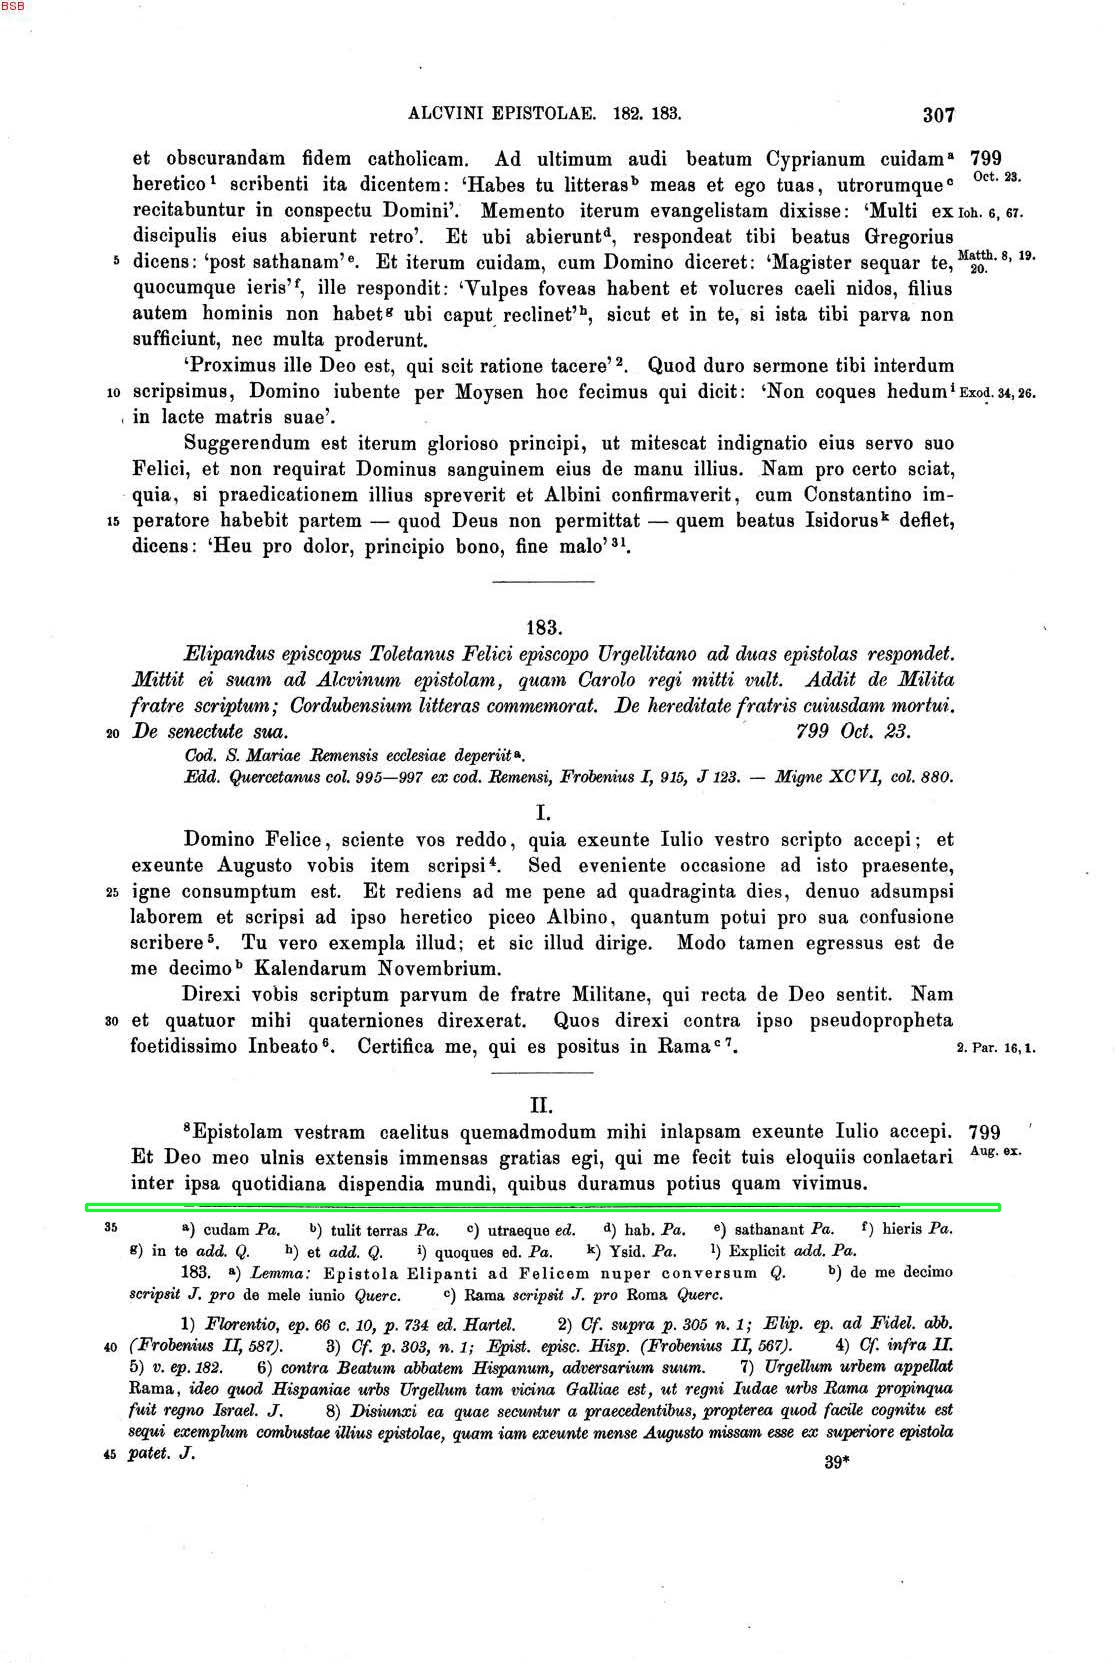 BSB
ALCVINI EPISTOLAE. 182. 183. 307
et obscurandam fidem catholicam. Ad ultimum audi beatum Cyprianum cuidamᵃ 799
heretico¹ scribenti ita dicentem: ‘Habes tu litterasᵇ meas et ego tuas, utrorumqueᶜ Oct. 23.
recitabuntur in conspectu Domini’. Memento iterum evangelistam dixisse: ‘Multi ex Ioh. 6, 67.
discipulis eius abierunt retro’. Et ubi abieruntᵈ, respondeat tibi beatus Gregorius
5 dicens: ‘post sathanam’ᵉ. Et iterum cuidam, cum Domino diceret: ‘Magister sequar te, Matth. 8, 19. 20.
quocumque ieris’ᶠ, ille respondit: ‘Vulpes foveas habent et volucres caeli nidos, filius
autem hominis non habetᵍ ubi caput reclinet’ʰ, sicut et in te, si ista tibi parva non
sufficiunt, nec multa proderunt.
‘Proximus ille Deo est, qui scit ratione tacere’². Quod duro sermone tibi interdum
10 scripsimus, Domino iubente per Moysen hoc fecimus qui dicit: ‘Non coques hedumⁱ Exod. 34, 26.
in lacte matris suae’.
Suggerendum est iterum glorioso principi, ut mitescat indignatio eius servo suo
Felici, et non requirat Dominus sanguinem eius de manu illius. Nam pro certo sciat,
quia, si praedicationem illius spreverit et Albini confirmaverit, cum Constantino im-
15 peratore habebit partem — quod Deus non permittat — quem beatus Isidorusᵏ deflet,
dicens: ‘Heu pro dolor, principio bono, fine malo’³ˡ.
183.
Elipandus episcopus Toletanus Felici episcopo Urgellitano ad duas epistolas respondet.
Mittit ei suam ad Alcvinum epistolam, quam Carolo regi mitti vult. Addit de Milita
fratre scriptum; Cordubensium litteras commemorat. De hereditate fratris cuiusdam mortui.
20 De senectute sua. 799 Oct. 23.
Cod. S. Mariae Remensis ecclesiae deperiitᵃ.
Edd. Quercetanus col. 995—997 ex cod. Remensi, Frobenius I, 915, J 123. — Migne XCVI, col. 880.
I.
Domino Felice, sciente vos reddo, quia exeunte Iulio vestro scripto accepi; et
exeunte Augusto vobis item scripsi⁴. Sed eveniente occasione ad isto praesente,
25 igne consumptum est. Et rediens ad me pene ad quadraginta dies, denuo adsumpsi
laborem et scripsi ad ipso heretico piceo Albino, quantum potui pro sua confusione
scribere⁵. Tu vero exempla illud; et sic illud dirige. Modo tamen egressus est de
me decimoᵇ Kalendarum Novembrium.
Direxi vobis scriptum parvum de fratre Militane, qui recta de Deo sentit. Nam
30 et quatuor mihi quaterniones direxerat. Quos direxi contra ipso pseudopropheta
foetidissimo Inbeato⁶. Certifica me, qui es positus in Ramaᶜ⁷. 2. Par. 16, 1.
II.
⁸Epistolam vestram caelitus quemadmodum mihi inlapsam exeunte Iulio accepi. 799
Et Deo meo ulnis extensis immensas gratias egi, qui me fecit tuis eloquiis conlaetari Aug. ex.
inter ipsa quotidiana dispendia mundi, quibus duramus potius quam vivimus.
35 a) cudam Pa. b) tulit terras Pa. c) utraeque ed. d) hab. Pa. e) sathanant Pa. f) hieris Pa.
g) in te add. Q. h) et add. Q. i) quoques ed. Pa. k) Ysid. Pa. l) Explicit add. Pa.
183. a) Lemma: Epistola Elipanti ad Felicem nuper conversum Q. b) de me decimo
scripsit J. pro de mele iunio Querc. c) Rama scripsit J. pro Roma Querc.
1) Florentio, ep. 66 c. 10, p. 734 ed. Hartel. 2) Cf. supra p. 305 n. 1; Elip. ep. ad Fidel. abb.
40 (Frobenius II, 587). 3) Cf. p. 303, n. 1; Epist. episc. Hisp. (Frobenius II, 567). 4) Cf. infra II.
5) v. ep. 182. 6) contra Beatum abbatem Hispanum, adversarium suum. 7) Urgellum urbem appellat
Rama, ideo quod Hispaniae urbs Urgellum tam vicina Galliae est, ut regni Iudae urbs Rama propinqua
fuit regno Israel. J. 8) Disiunxi ea quae secuntur a praecedentibus, propterea quod facile cognitu est
sequi exemplum combustae illius epistolae, quam iam exeunte mense Augusto missam esse ex superiore epistola
45 patet. J.
39*